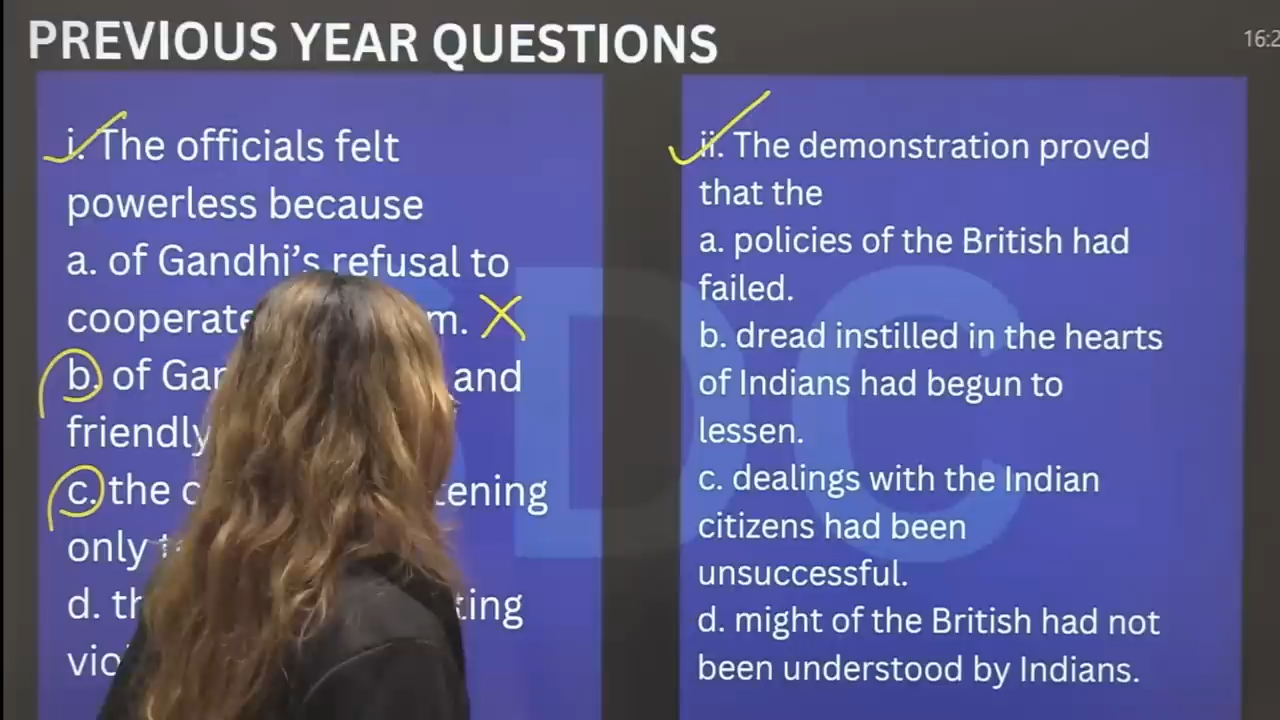 PREVIOUS YEAR QUESTIONS
16:2
i. The officials felt
powerless because
a. of Gandhi's refusal to
cooperate m.
b. of Gan and
friendly
c. the c tening
only
d. th ting
vio
ii. The demonstration proved
that the
a. policies of the British had
failed.
b. dread instilled in the hearts
of Indians had begun to
lessen.
c. dealings with the Indian
citizens had been
unsuccessful.
d. might of the British had not
been understood by Indians.
DC